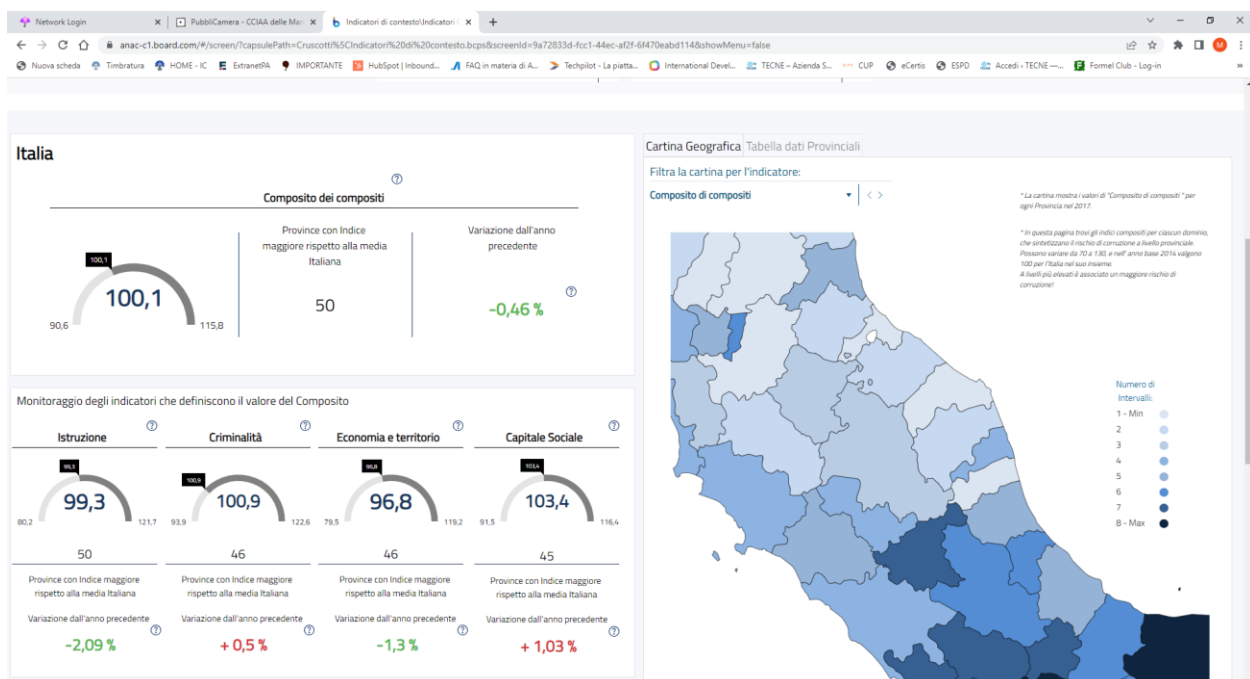 Network Login
PubbliCamera - CCIAA delle Mar
Indicatori di contesto\Indicatori
anac-c1.board.com/#/screen/?capsulePath=Cruscotti%5CIndicatori%20di%20contesto.bcps&screenId=9a72833d-fcc1-44ec-af2f-6f470eabd114&showMenu=false
M
Nuova scheda Timbratura HOME - IC ExtranetPA IMPORTANTE HubSpot | Inbound... FAQ in materia di A... Techpilot - La piatta... International Devel... TECNE – Azienda S... CUP eCertis ESPD Accedi ‹ TECNE —... Formel Club - Log-in »
Italia
Composito dei compositi
Province con Indice
maggiore rispetto alla media
Italiana
50
Variazione dall'anno
precedente
-0,46 %
100,1
100,1
90,6
115,8
Monitoraggio degli indicatori che definiscono il valore del Composito
Istruzione
99,3
99,3
80,2
121,7
50
Province con Indice maggiore
rispetto alla media Italiana
Variazione dall'anno precedente
-2,09 %
Criminalità
100,9
100,9
93,9
122,6
46
Province con Indice maggiore
rispetto alla media Italiana
Variazione dall'anno precedente
+ 0,5 %
Economia e territorio
96,8
96,8
79,5
119,2
46
Province con Indice maggiore
rispetto alla media Italiana
Variazione dall'anno precedente
-1,3 %
Capitale Sociale
103,4
103,4
91,5
116,4
45
Province con Indice maggiore
rispetto alla media Italiana
Variazione dall'anno precedente
+ 1,03 %
Cartina Geografica Tabella dati Provinciali
Filtra la cartina per l'indicatore:
Composito di compositi
* La cartina mostra i valori di "Composito di compositi " per
ogni Provincia nel 2017.
* In questa pagina trovi gli indici compositi per ciascun dominio,
che sintetizzano il rischio di corruzione a livello provinciale.
Possono variare da 70 a 130, e nell' anno base 2014 valgono
100 per l'Italia nel suo insieme.
A livelli più elevati è associato un maggiore rischio di
corruzione!
Numero di
Intervalli:
1 - Min
2
3
4
5
6
7
8 - Max